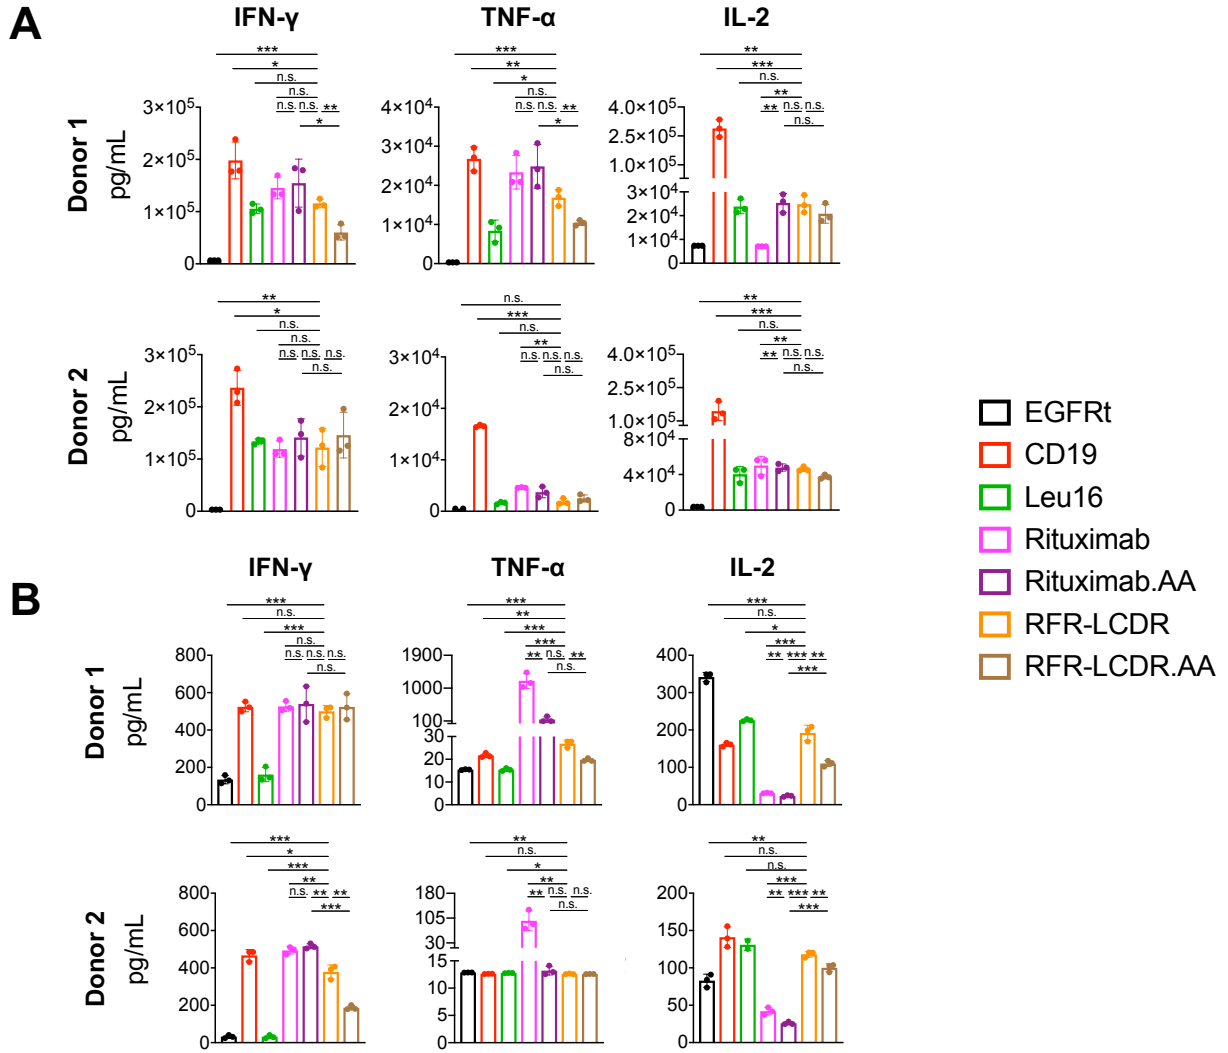 A
IFN-γ
TNF-α
IL-2
Donor 1
pg/mL
***
*
n.s.
n.s.
n.s. n.s. **
*
3×10⁵
2×10⁵
1×10⁵
0
***
**
*
n.s.
n.s. n.s. **
*
4×10⁴
3×10⁴
2×10⁴
1×10⁴
0
**
***
n.s.
**
** n.s. n.s.
n.s.
4.0×10⁵
2.5×10⁵
1.0×10⁵
3×10⁴
2×10⁴
1×10⁴
0
Donor 2
pg/mL
**
*
n.s.
n.s.
n.s. n.s. n.s.
n.s.
3×10⁵
2×10⁵
1×10⁵
0
n.s.
***
n.s.
**
n.s. n.s. n.s.
n.s.
3×10⁴
2×10⁴
1×10⁴
0
**
***
n.s.
**
** n.s. n.s.
n.s.
4.0×10⁵
2.5×10⁵
1.0×10⁵
8×10⁴
4×10⁴
0
EGFRt
CD19
Leu16
Rituximab
Rituximab.AA
RFR-LCDR
RFR-LCDR.AA
B
IFN-γ
TNF-α
IL-2
Donor 1
pg/mL
***
n.s.
***
n.s.
n.s. n.s. n.s.
n.s.
800
600
400
200
0
***
**
***
***
** n.s. **
n.s.
1900
1000
100
30
20
10
0
***
n.s.
*
***
** *** **
***
400
300
200
100
0
Donor 2
pg/mL
***
*
***
**
n.s. ** **
***
800
600
400
200
0
**
n.s.
*
**
** n.s. n.s.
n.s.
180
105
30
15
10
5
0
**
n.s.
n.s.
***
** *** **
***
200
150
100
50
0